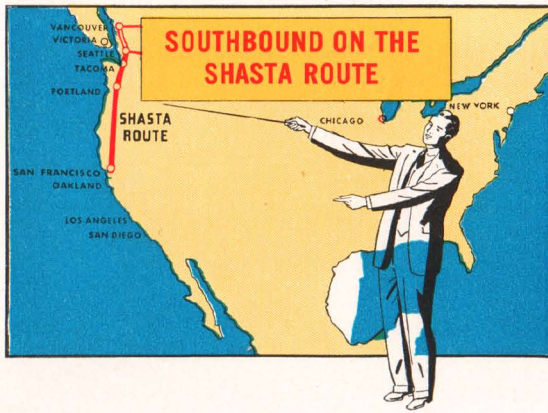 SOUTHBOUND ON THE
SHASTA ROUTE
VANCOUVER
VICTORIA
SEATTLE
TACOMA
PORTLAND
SHASTA
ROUTE
CHICAGO
NEW YORK
SAN FRANCISCO
OAKLAND
LOS ANGELES
SAN DIEGO